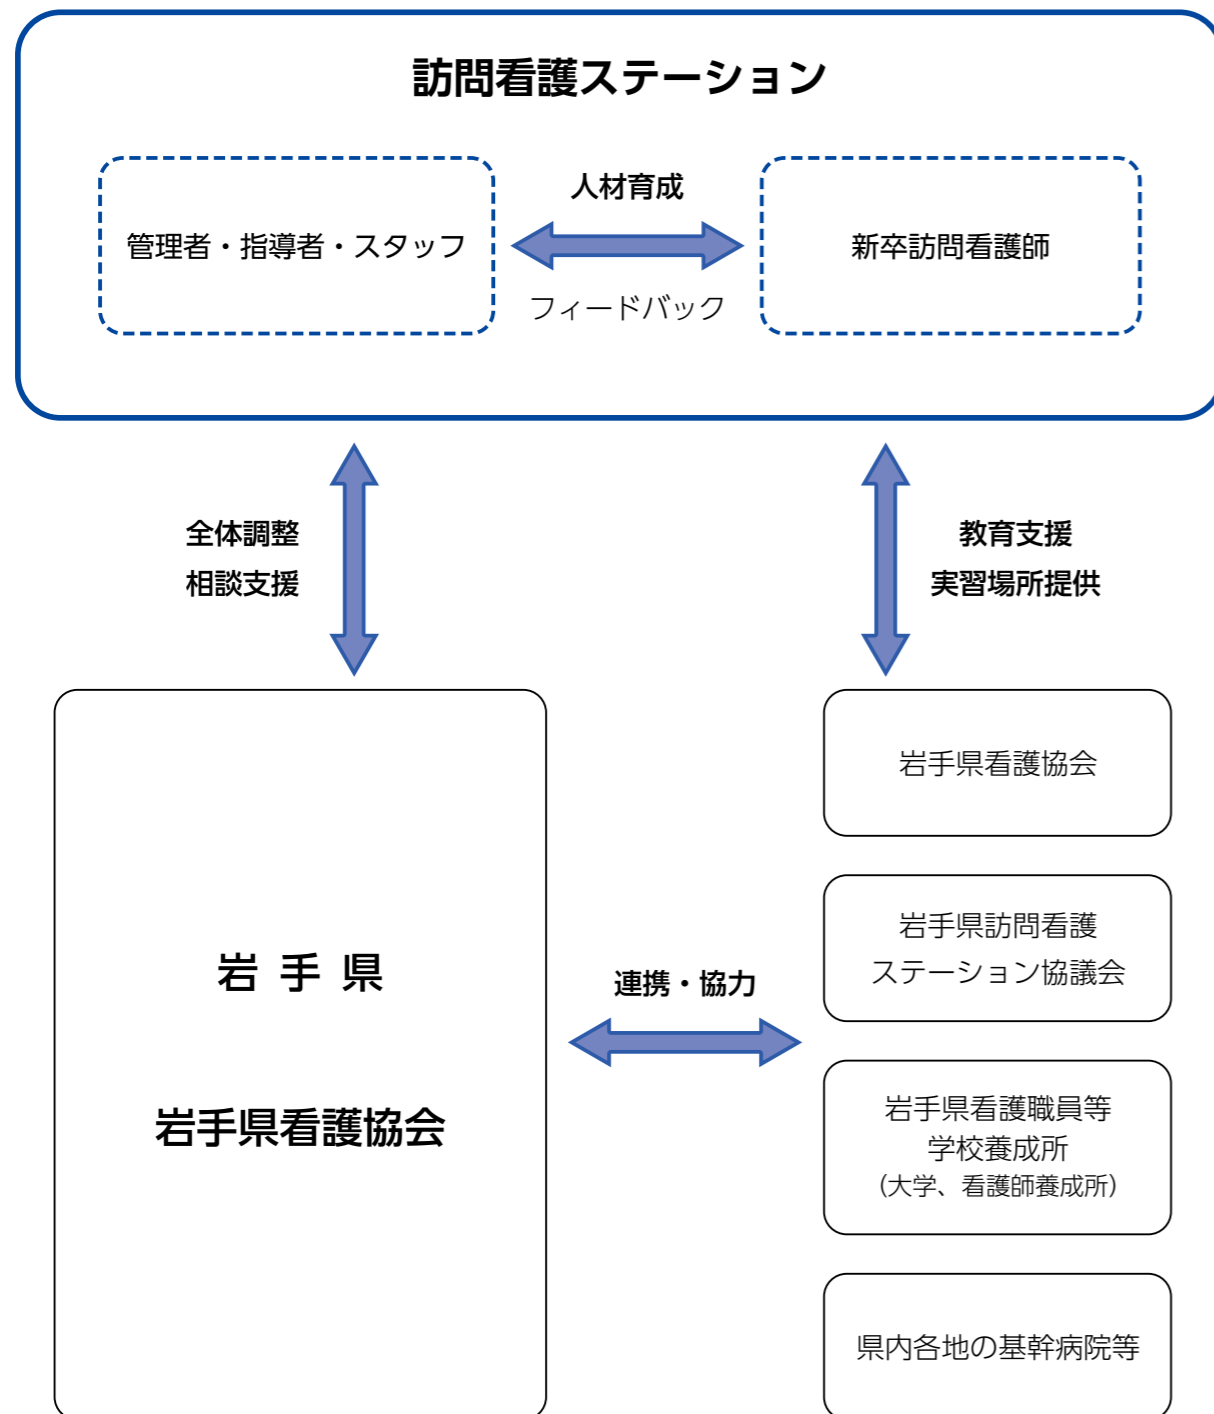 訪問看護ステーション
管理者・指導者・スタッフ
人材育成
フィードバック
新卒訪問看護師
全体調整
相談支援
教育支援
実習場所提供
岩手県
岩手県看護協会
連携・協力
岩手県看護協会
岩手県訪問看護
ステーション協議会
岩手県看護職員等
学校養成所
（大学、看護師養成所）
県内各地の基幹病院等